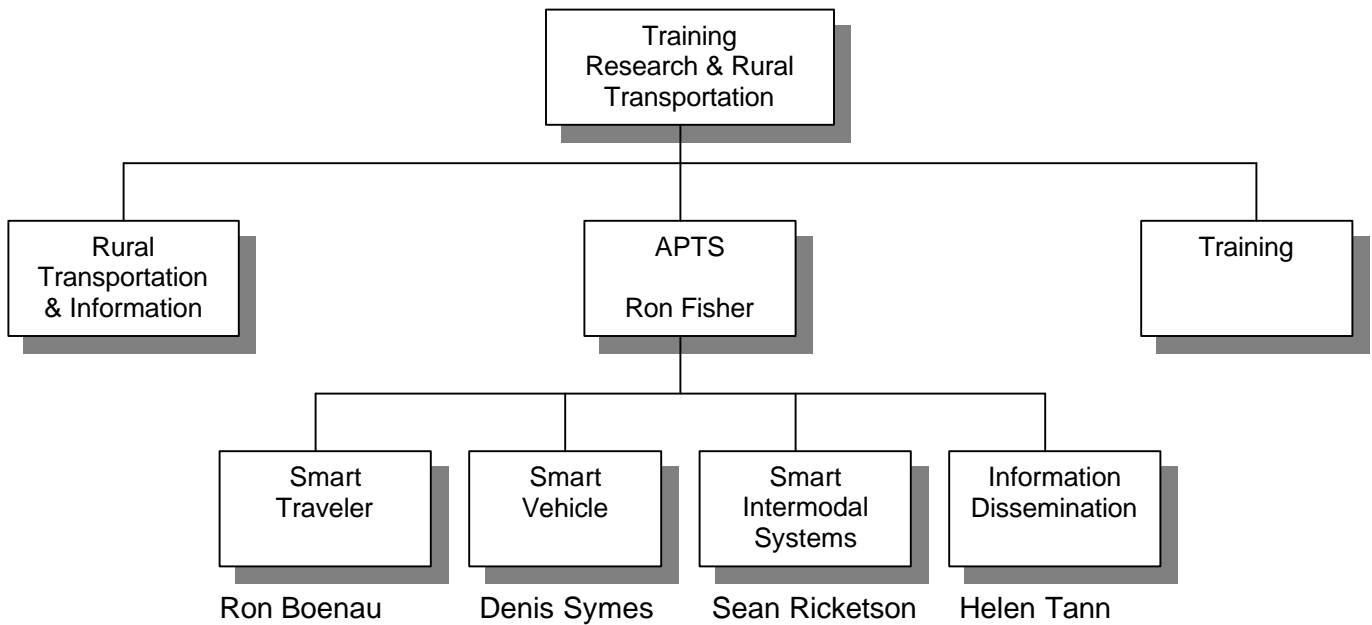 Training
Research & Rural
Transportation
Rural
Transportation
& Information
APTS
Ron Fisher
Training
Smart
Traveler
Smart
Vehicle
Smart
Intermodal
Systems
Information
Dissemination
Ron Boenau
Denis Symes
Sean Ricketson
Helen Tann